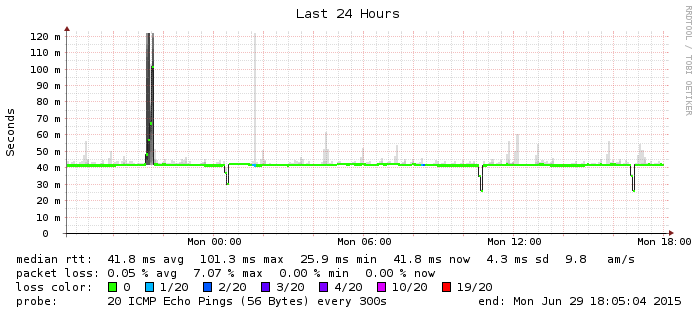 Last 24 Hours
RRDTOOL / TOBI OETIKER
Seconds
120 m
110 m
100 m
90 m
80 m
70 m
60 m
50 m
40 m
30 m
20 m
10 m
0
Mon 00:00 Mon 06:00 Mon 12:00 Mon 18:00
median rtt: 41.8 ms avg 101.3 ms max 25.9 ms min 41.8 ms now 4.3 ms sd 9.8 am/s
packet loss: 0.05 % avg 7.07 % max 0.00 % min 0.00 % now
loss color: 0 1/20 2/20 3/20 4/20 10/20 19/20
probe: 20 ICMP Echo Pings (56 Bytes) every 300s end: Mon Jun 29 18:05:04 2015